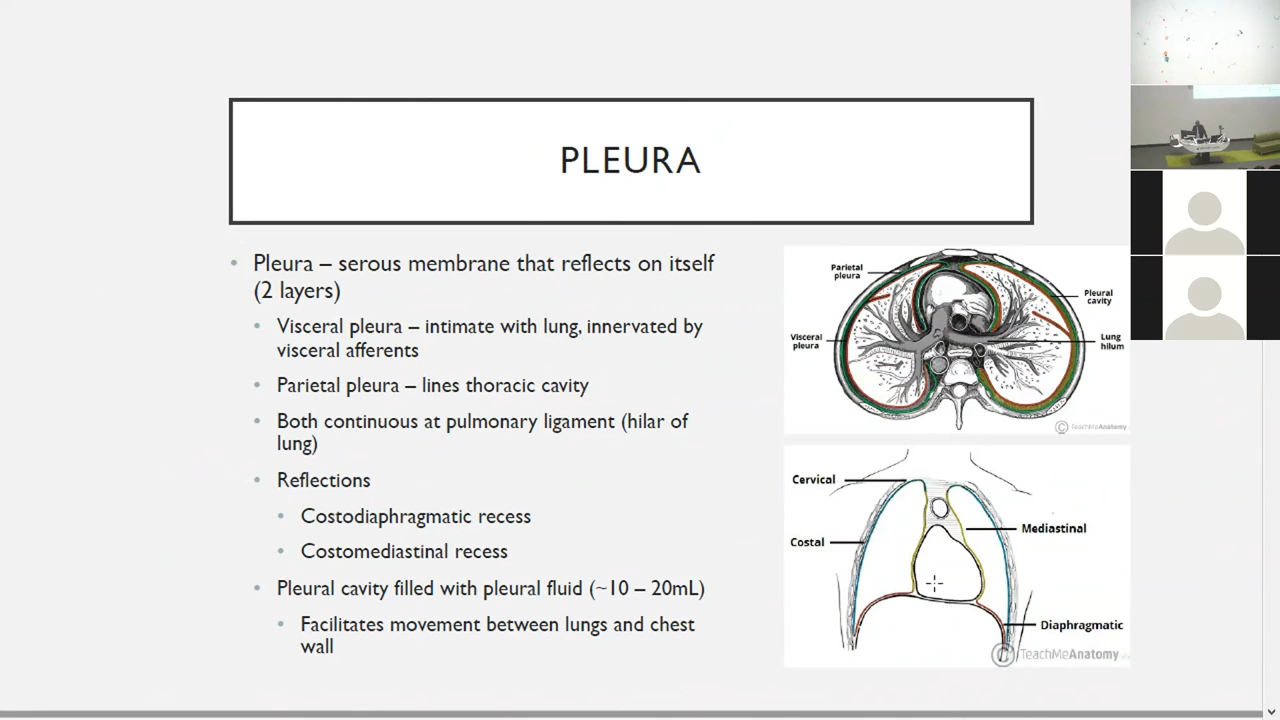 PLEURA
Pleura – serous membrane that reflects on itself
(2 layers)
Visceral pleura – intimate with lung, innervated by
visceral afferents
Parietal pleura – lines thoracic cavity
Both continuous at pulmonary ligament (hilar of
lung)
Reflections
Costodiaphragmatic recess
Costomediastinal recess
Pleural cavity filled with pleural fluid (~10 – 20mL)
Facilitates movement between lungs and chest
wall
Parietal
pleura
Pleural
cavity
Visceral
pleura
Lung
hilum
© TeachMeAnatomy
Cervical
Costal
Mediastinal
Diaphragmatic
© TeachMeAnatomy